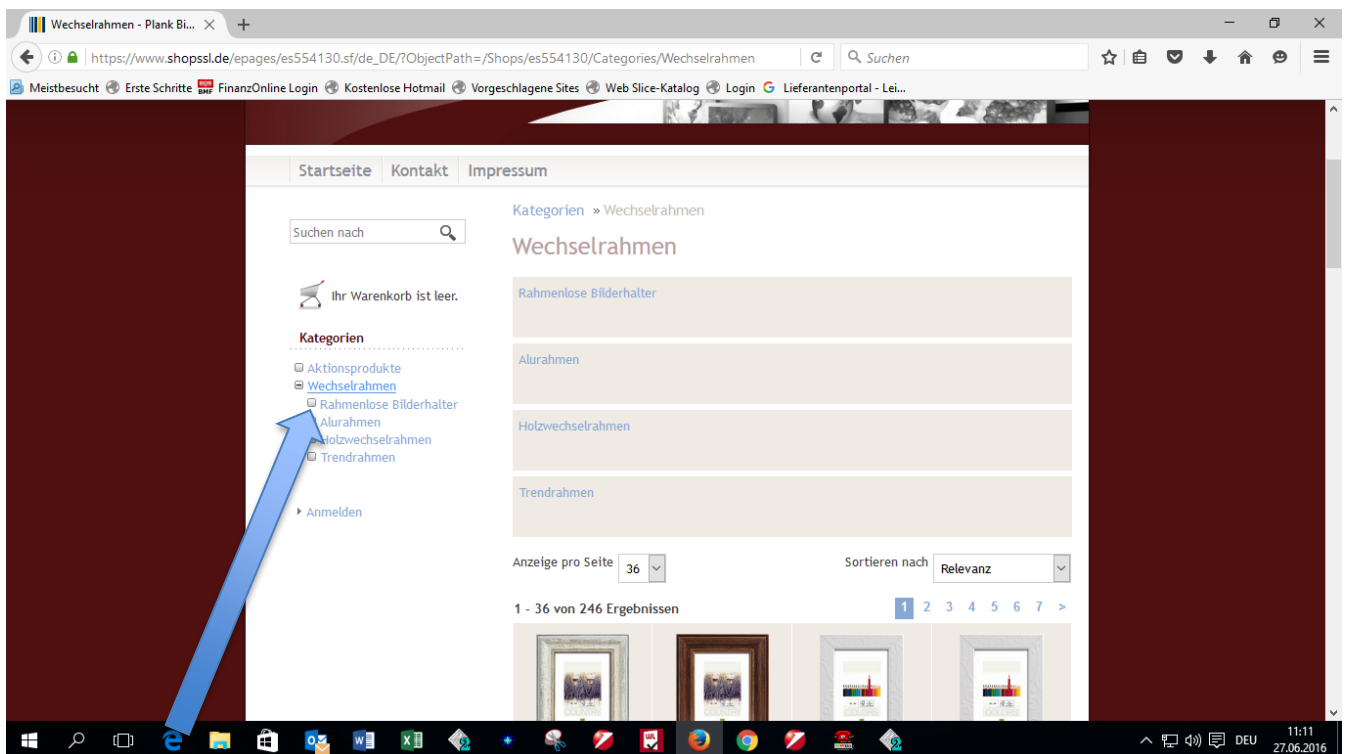 Wechselrahmen - Plank Bi...
https://www.shopssl.de/epages/es554130.sf/de_DE/?ObjectPath=/Shops/es554130/Categories/Wechselrahmen
Suchen
Meistbesucht Erste Schritte FinanzOnline Login Kostenlose Hotmail Vorgeschlagene Sites Web Slice-Katalog Login Lieferantenportal - Lei...
Startseite Kontakt Impressum
Suchen nach
Ihr Warenkorb ist leer.
Kategorien
Aktionsprodukte
Wechselrahmen
Rahmenlose Bilderhalter
Alurahmen
Holzwechselrahmen
Trendrahmen
Anmelden
Kategorien » Wechselrahmen
Wechselrahmen
Rahmenlose Bilderhalter
Alurahmen
Holzwechselrahmen
Trendrahmen
Anzeige pro Seite 36
Sortieren nach Relevanz
1 - 36 von 246 Ergebnissen
1 2 3 4 5 6 7 >
DEU
11:11
27.06.2016